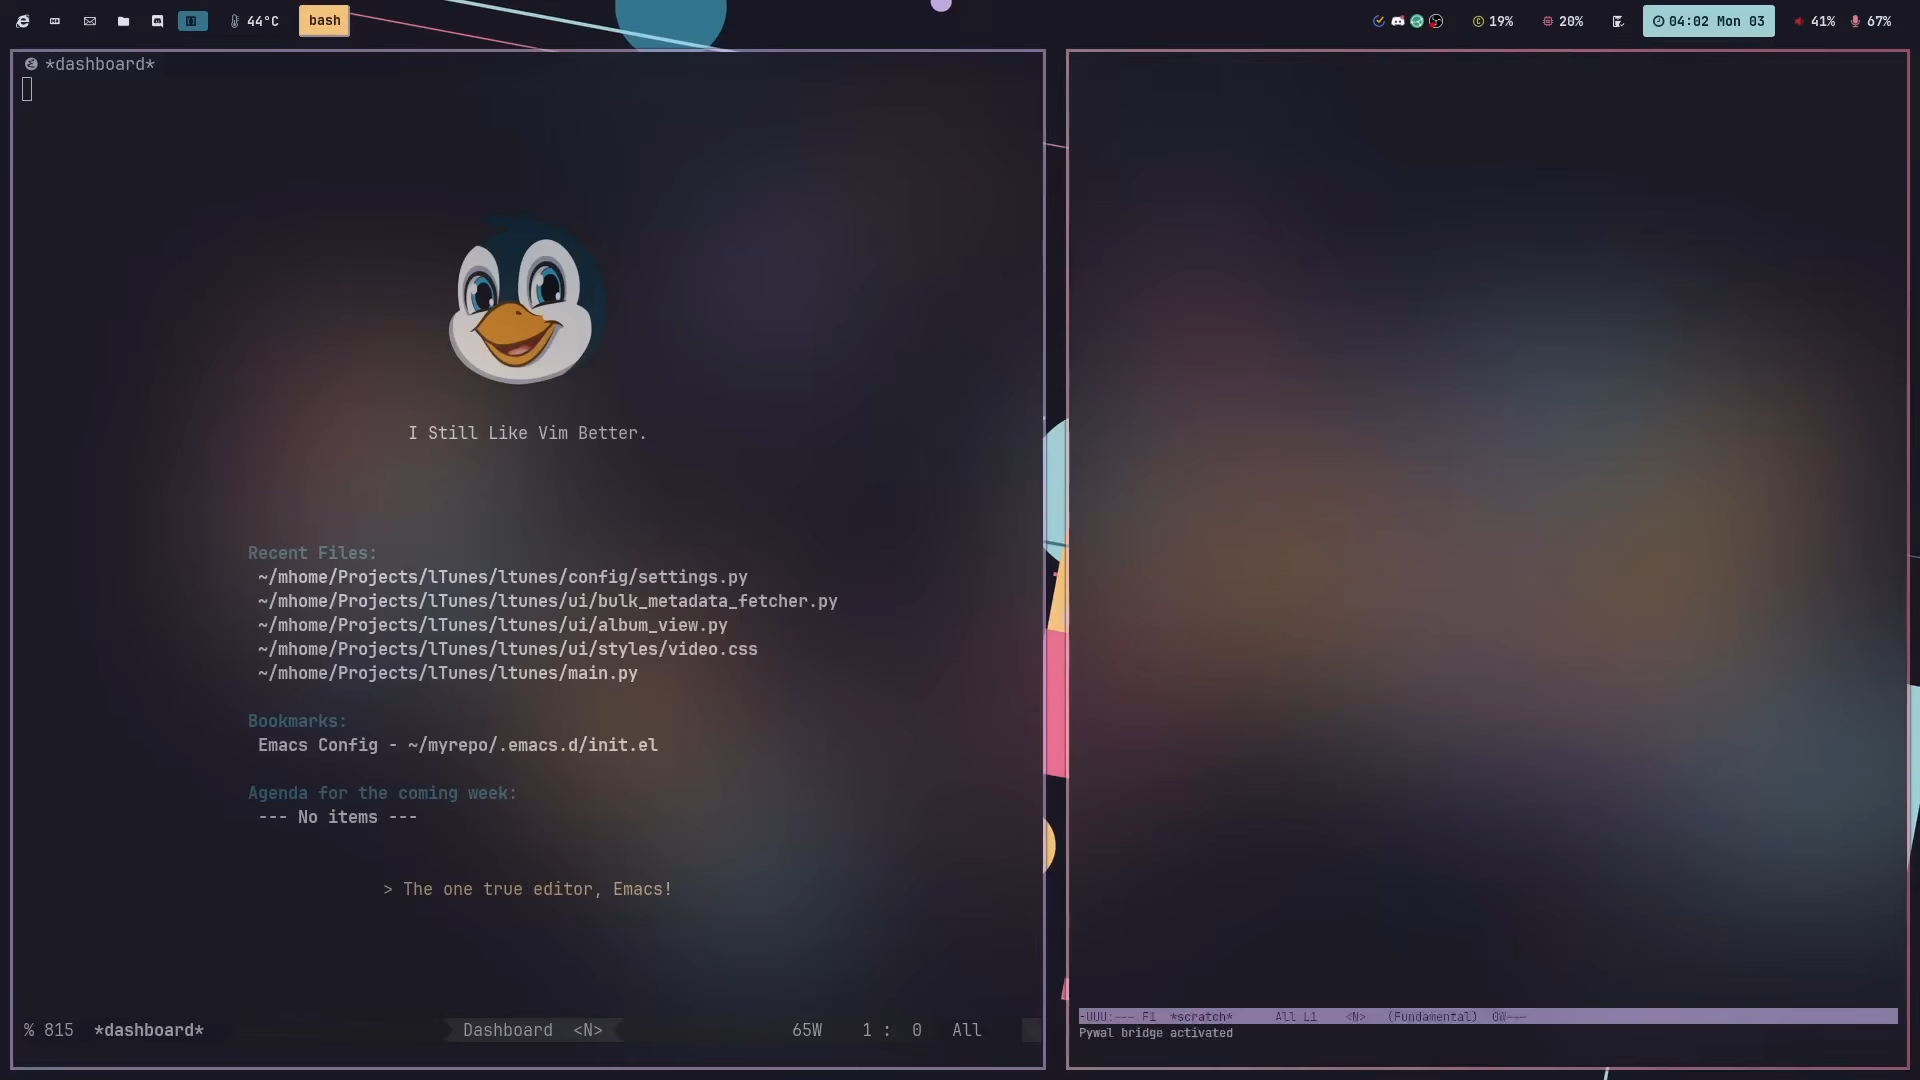 44°C
bash
19%
20%
04:02 Mon 03
41%
67%
*dashboard*
I Still Like Vim Better.
Recent Files:
~/mhome/Projects/lTunes/ltunes/config/settings.py
~/mhome/Projects/lTunes/ltunes/ui/bulk_metadata_fetcher.py
~/mhome/Projects/lTunes/ltunes/ui/album_view.py
~/mhome/Projects/lTunes/ltunes/ui/styles/video.css
~/mhome/Projects/lTunes/ltunes/main.py
Bookmarks:
Emacs Config - ~/myrepo/.emacs.d/init.el
Agenda for the coming week:
--- No items ---
> The one true editor, Emacs!
% 815 *dashboard* Dashboard <N> 65W 1 : 0 All
-UUU:--- F1 *scratch* All L1 <N> (Fundamental) 0W---
Pywal bridge activated